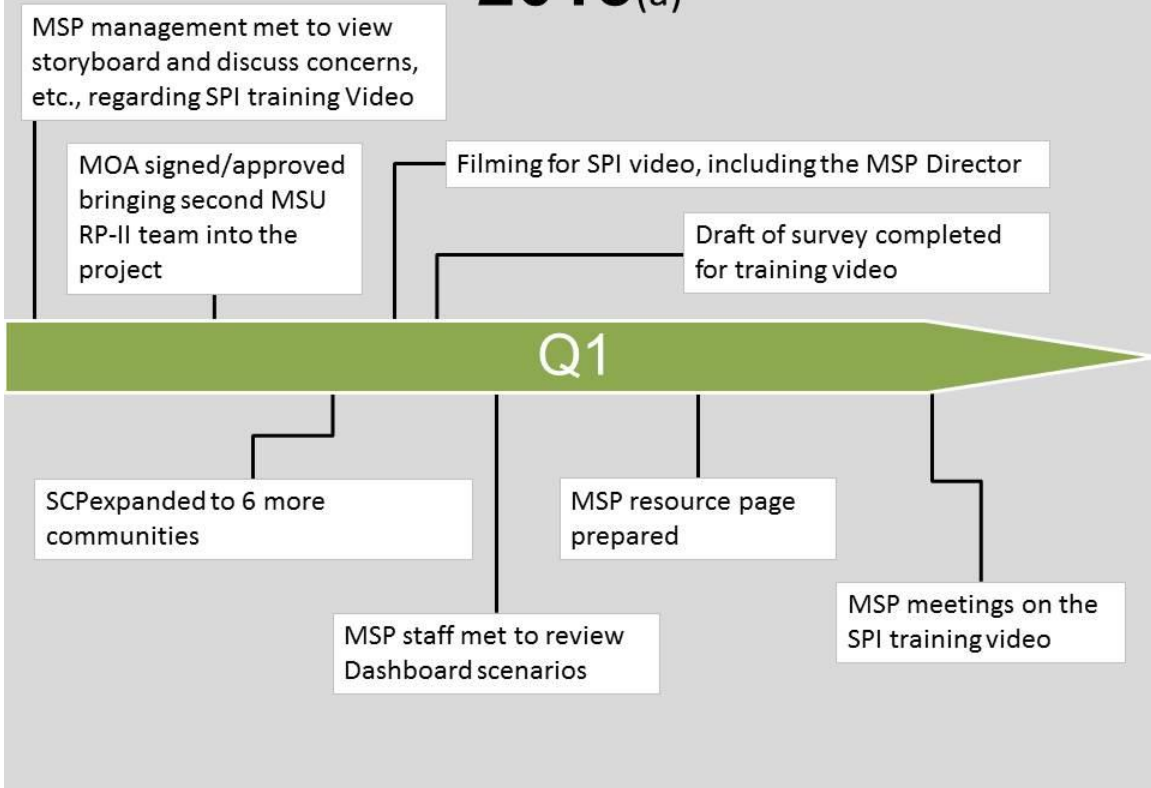 2016(a)
MSP management met to view
storyboard and discuss concerns,
etc., regarding SPI training Video
MOA signed/approved
bringing second MSU
RP-II team into the
project
Filming for SPI video, including the MSP Director
Draft of survey completed
for training video
Q1
SCPexpanded to 6 more
communities
MSP resource page
prepared
MSP staff met to review
Dashboard scenarios
MSP meetings on the
SPI training video